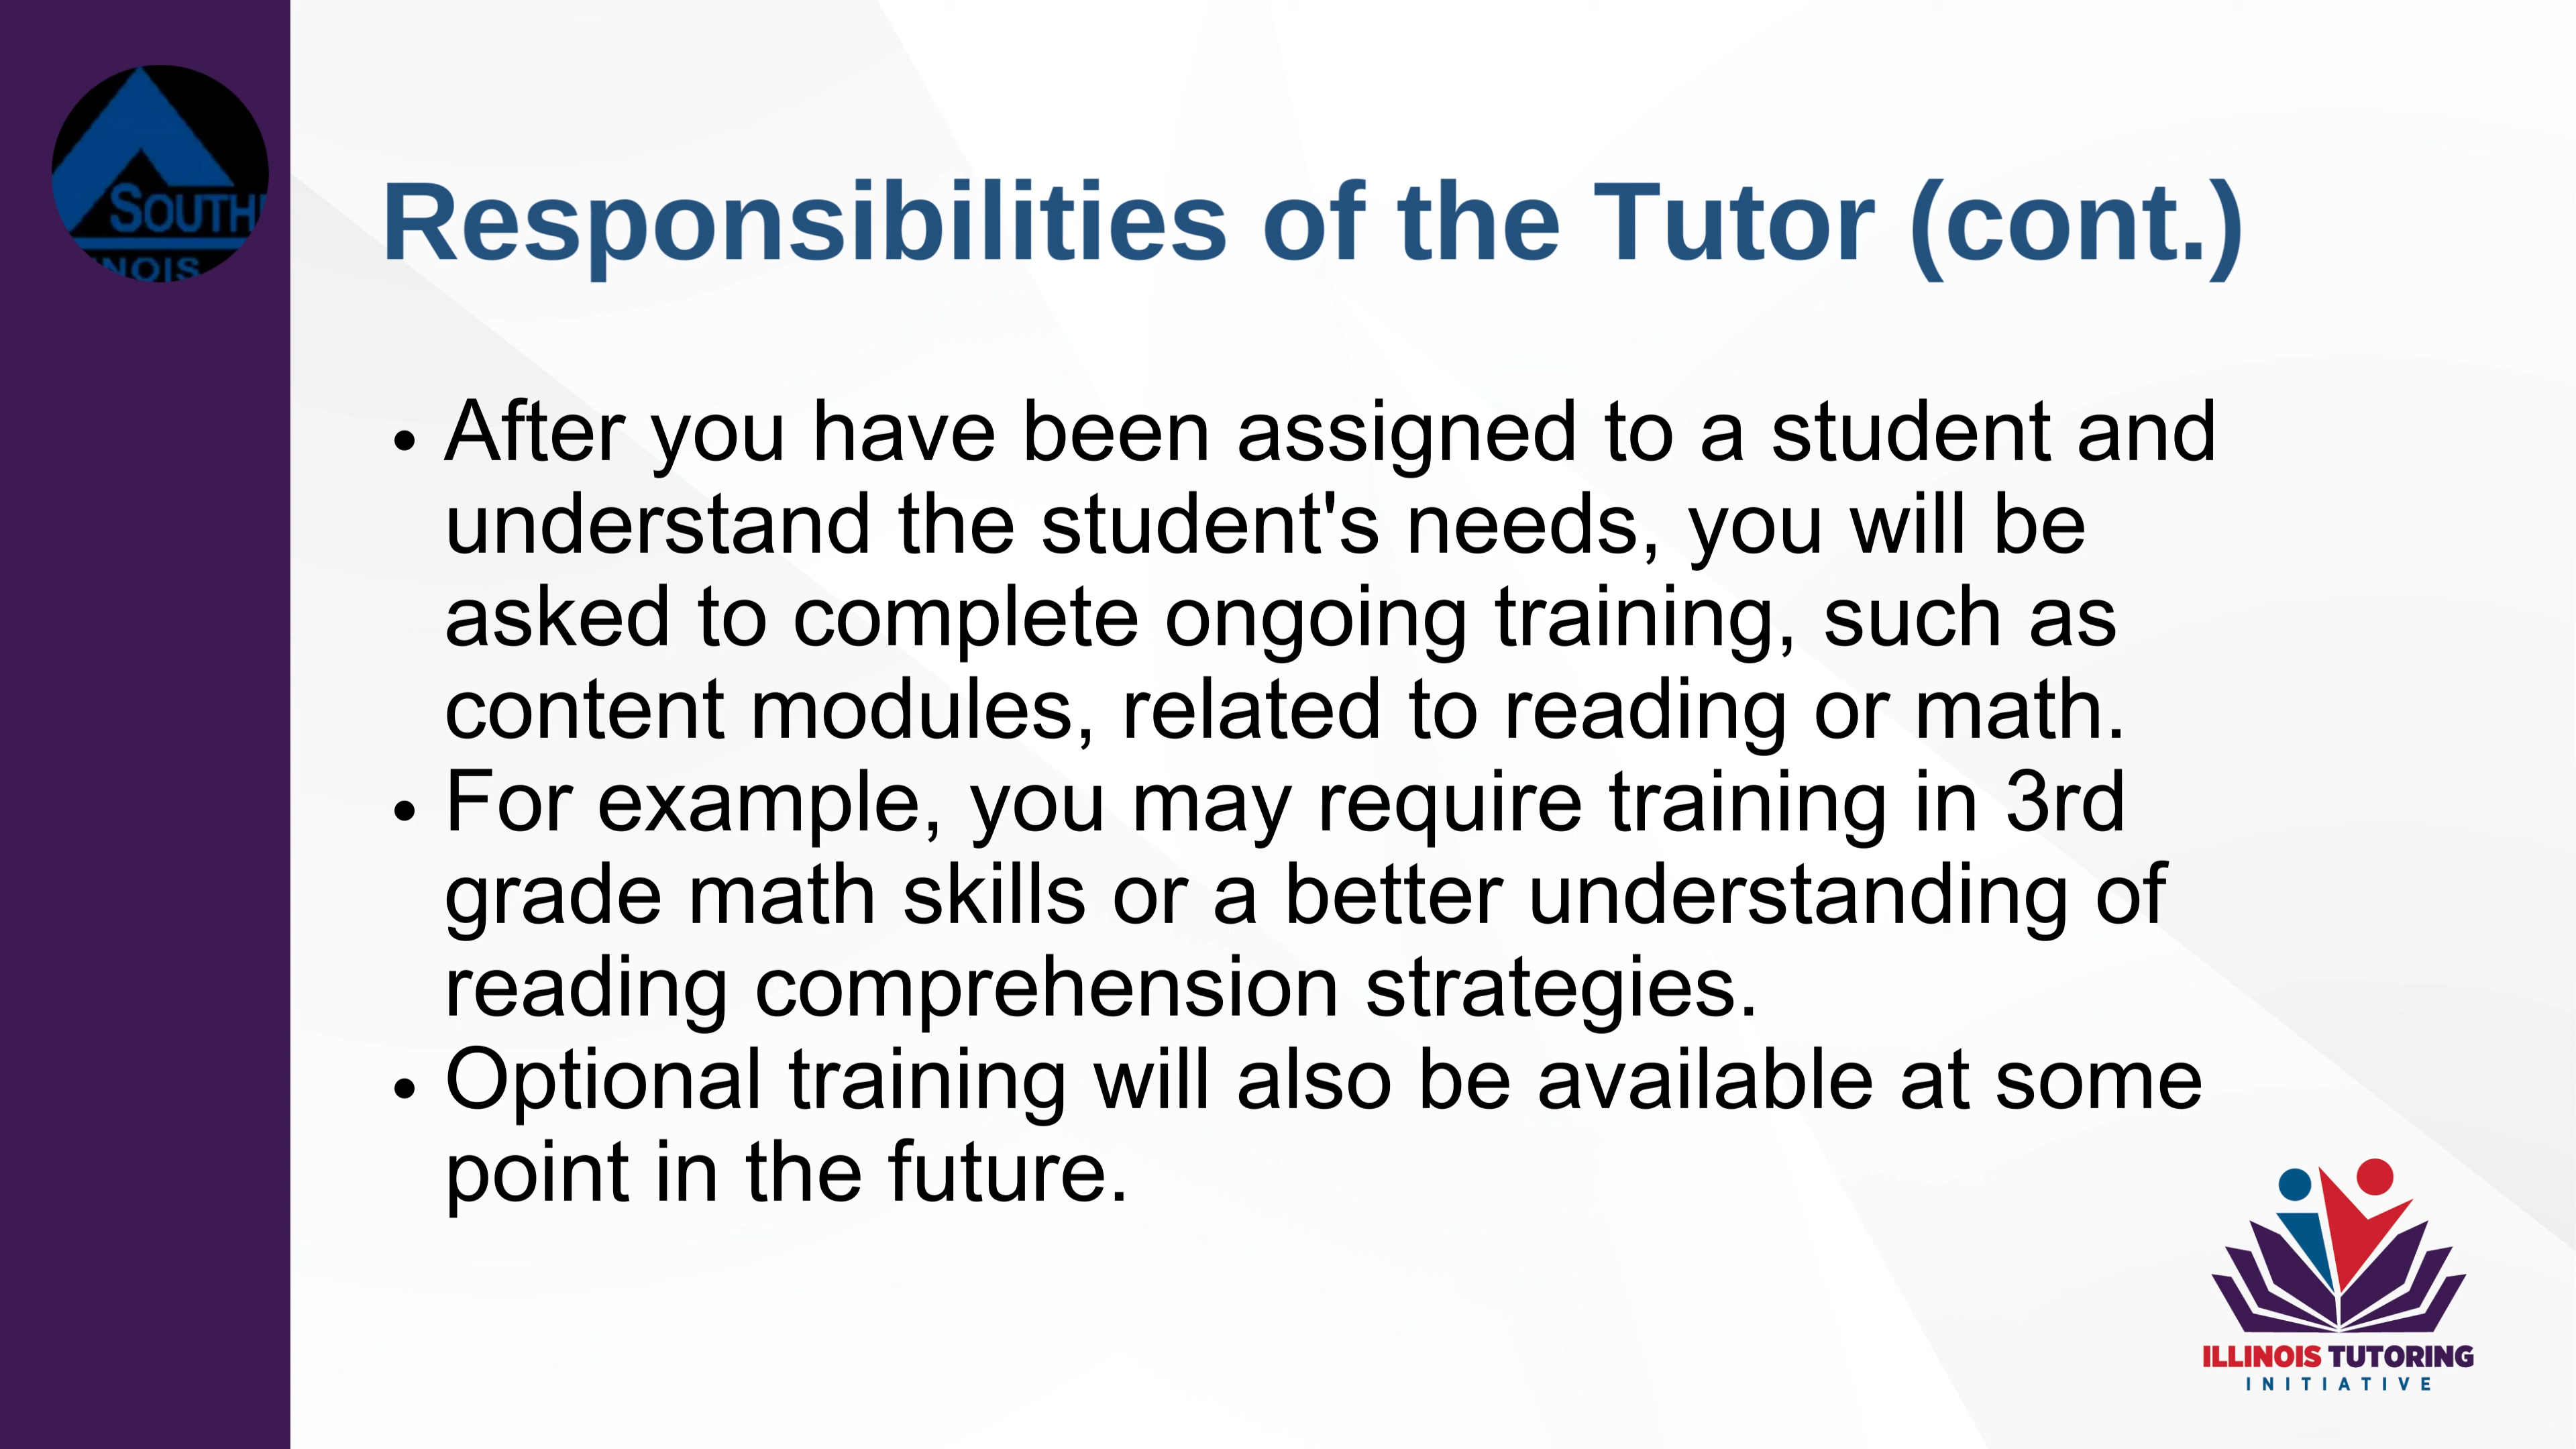 SOUTH
Responsibilities of the Tutor (cont.)
• After you have been assigned to a student and
understand the student's needs, you will be
asked to complete ongoing training, such as
content modules, related to reading or math.
• For example, you may require training in 3rd
grade math skills or a better understanding of
reading comprehension strategies.
• Optional training will also be available at some
point in the future.
ILLINOIS TUTORING
INITIATIVE